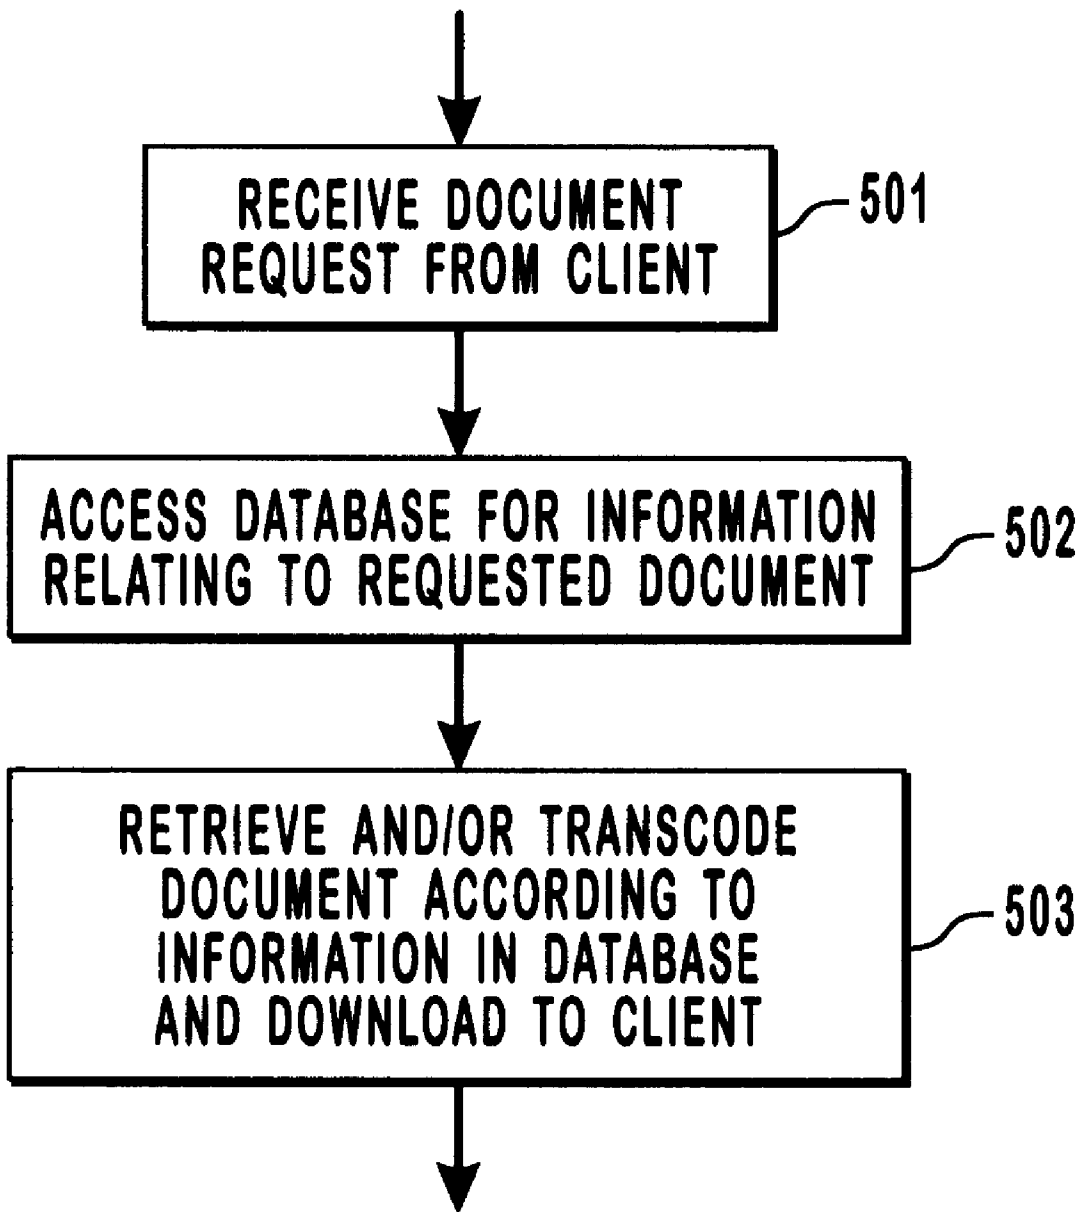 RECEIVE DOCUMENT
REQUEST FROM CLIENT
501
ACCESS DATABASE FOR INFORMATION
RELATING TO REQUESTED DOCUMENT
502
RETRIEVE AND/OR TRANSCODE
DOCUMENT ACCORDING TO
INFORMATION IN DATABASE
AND DOWNLOAD TO CLIENT
503